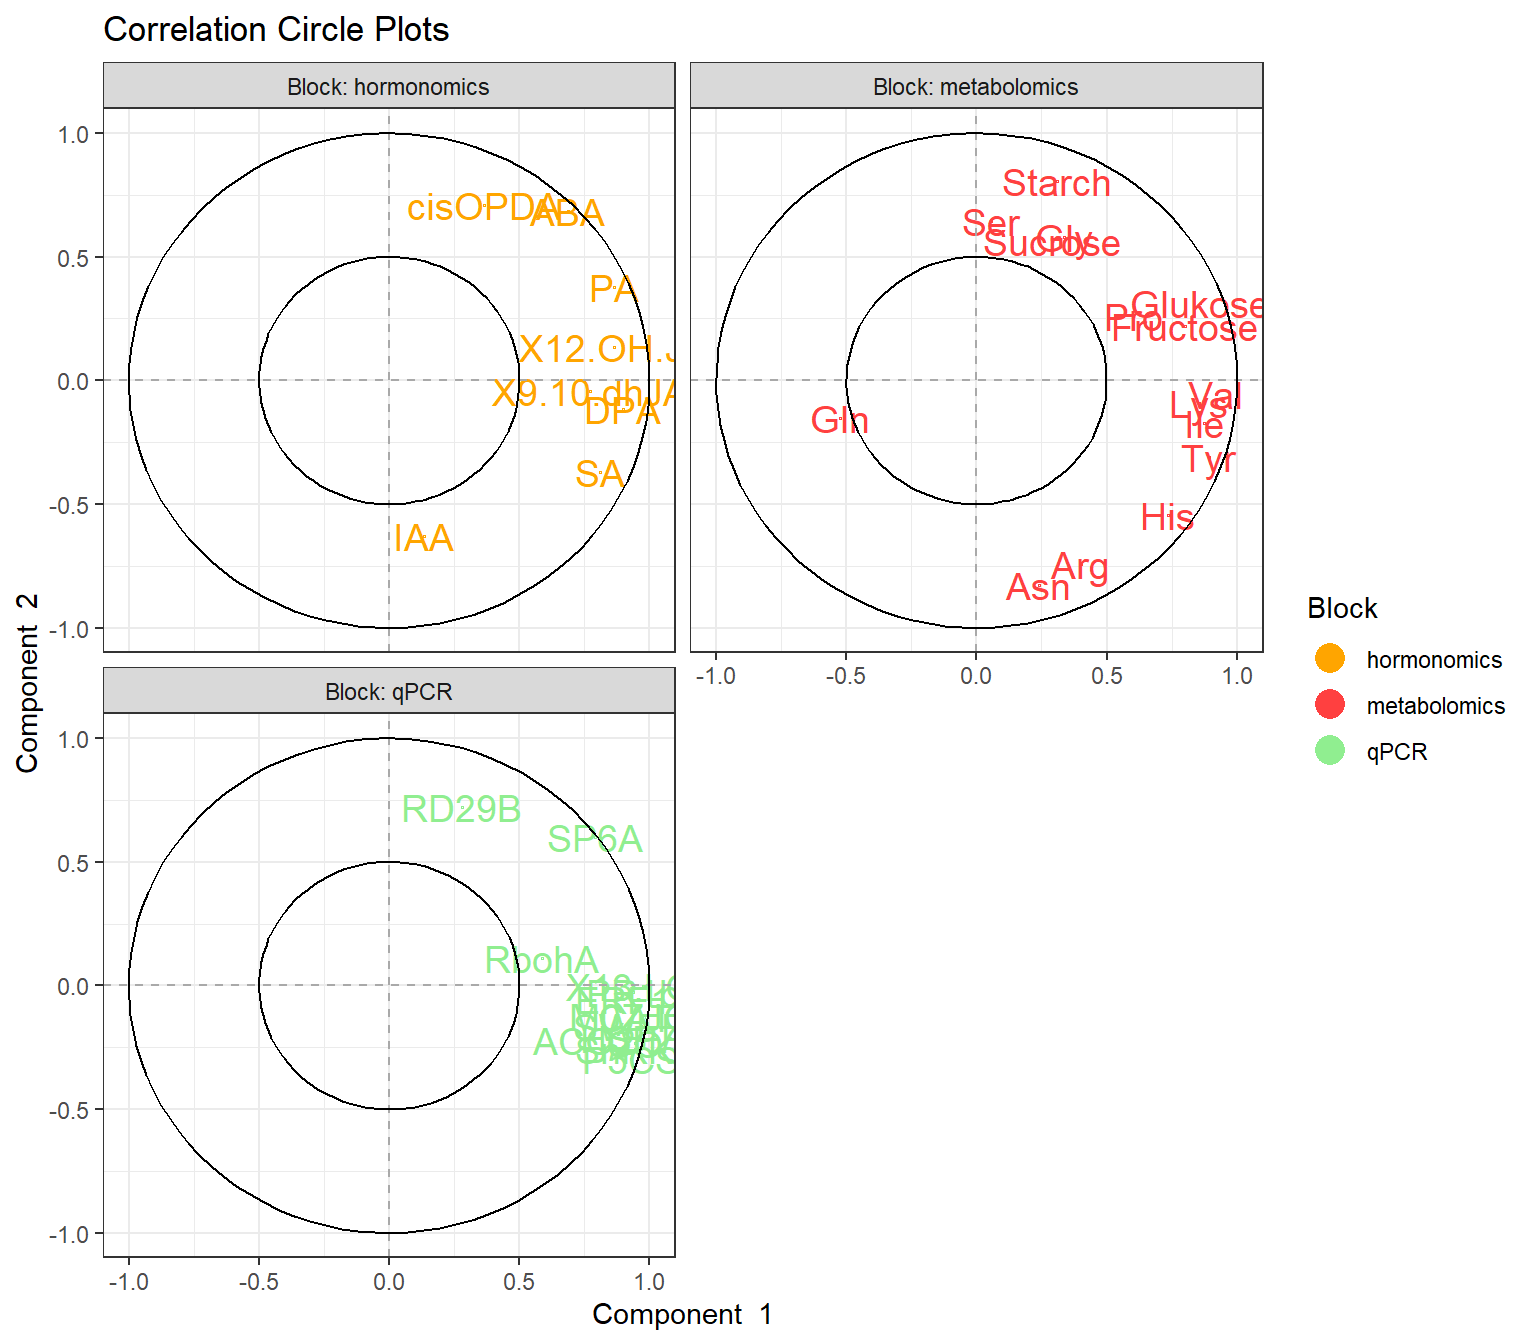 Correlation Circle Plots
Block: hormonomics
Block: metabolomics
1.0
0.5
0.0
-0.5
-1.0
cisOPDA
ABA
PA
X12.OH.J
X9.10.dhJA
DPA
SA
IAA
Starch
Ser
Gly
Sucrose
Glukose
Pro
Fructose
Val
Lys
Ile
Gln
Tyr
His
Arg
Asn
-1.0
-0.5
0.0
0.5
1.0
Component 2
Block: qPCR
1.0
0.5
0.0
-0.5
-1.0
RD29B
SP6A
RbohA
P5CS
-1.0
-0.5
0.0
0.5
1.0
Component 1
Block
hormonomics
metabolomics
qPCR